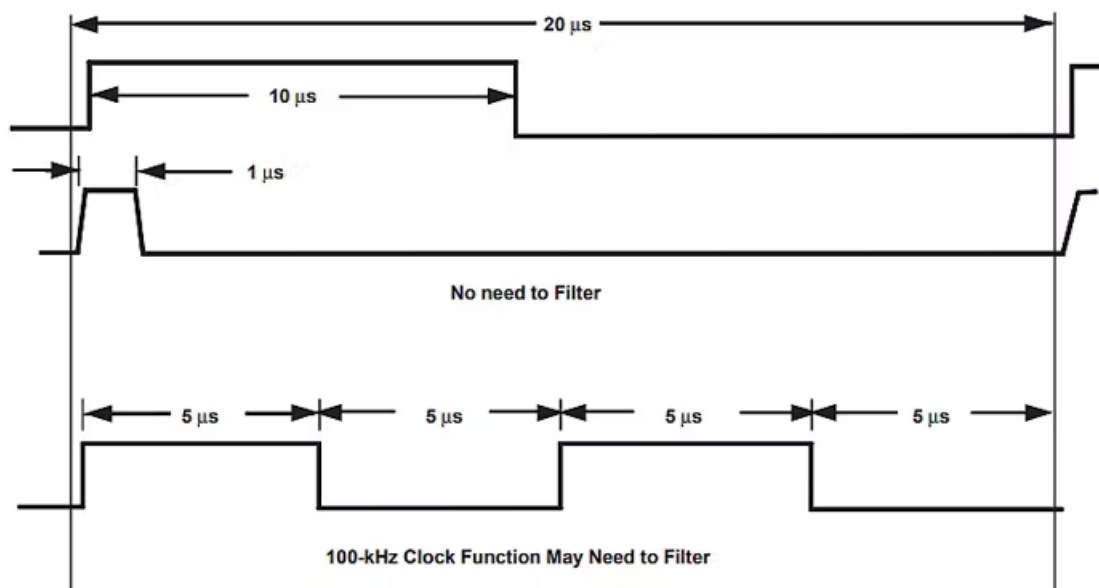 20 μs
10 μs
1 μs
No need to Filter
5 μs 5 μs 5 μs 5 μs
100-kHz Clock Function May Need to Filter